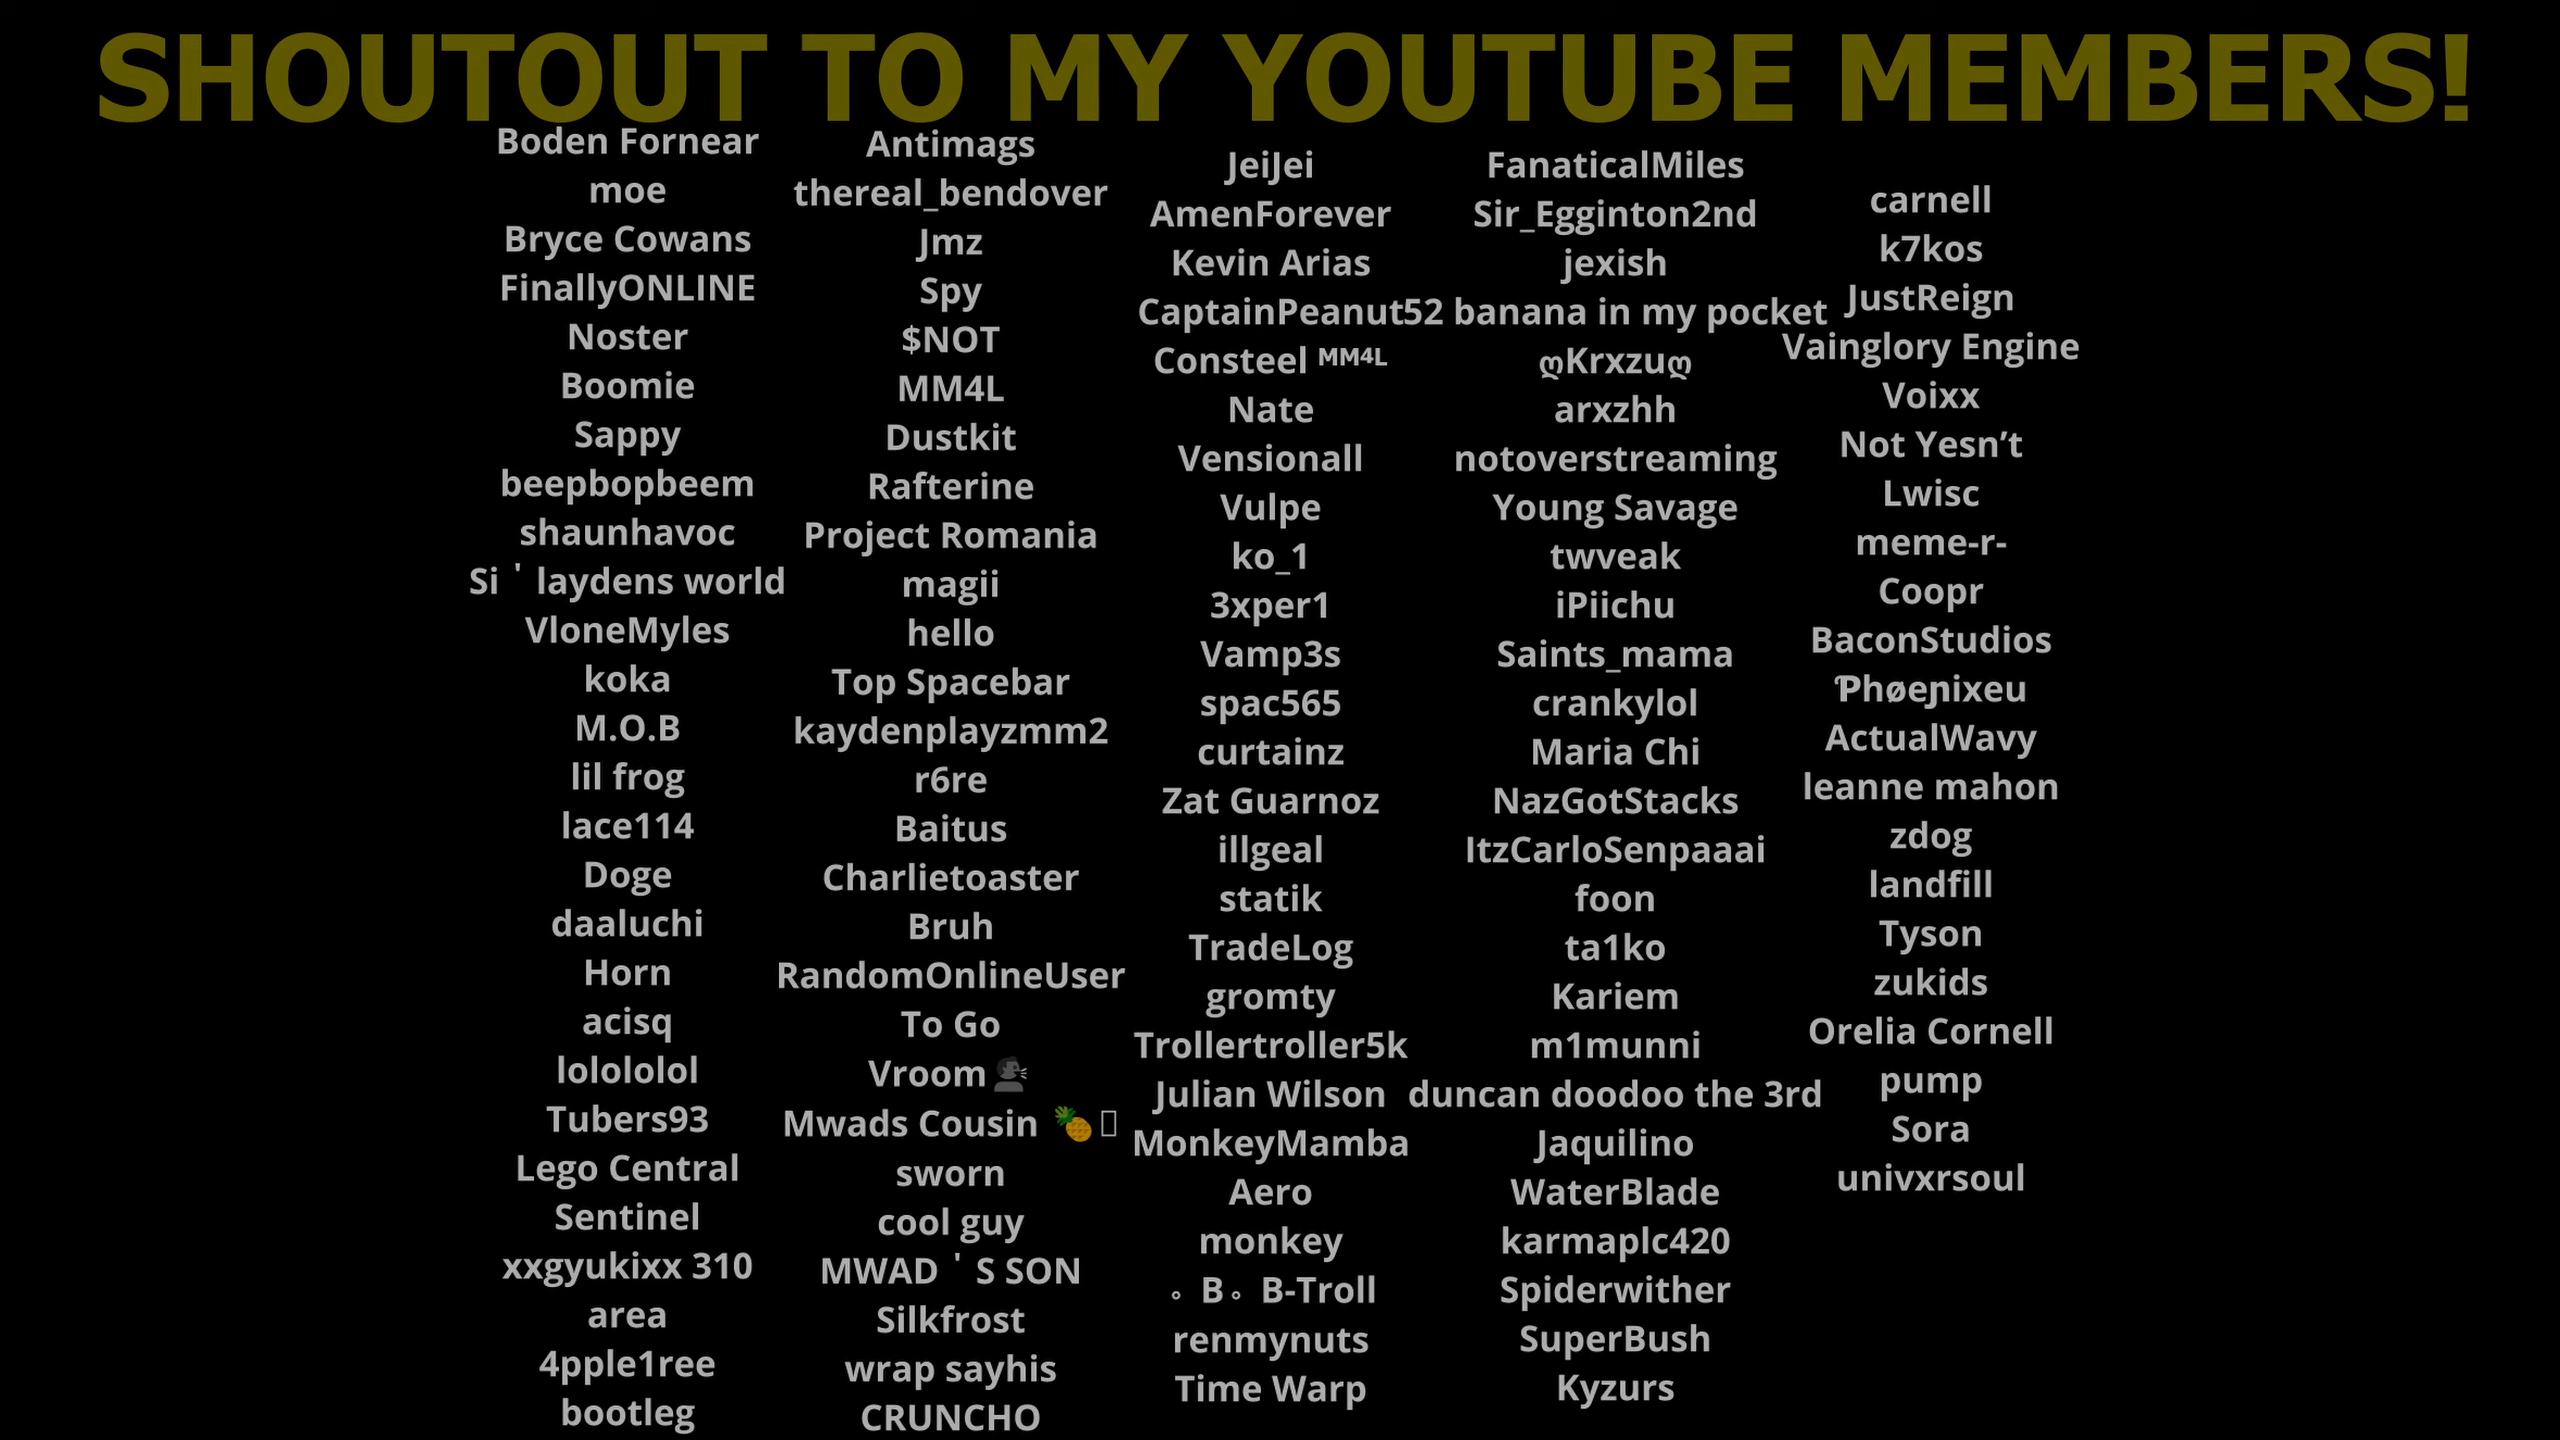 SHOUTOUT TO MY YOUTUBE MEMBERS!
Boden Fornear
moe
Bryce Cowans
FinallyONLINE
Noster
Boomie
Sappy
beepbopbeem
shaunhavoc
Si ' laydens world
VloneMyles
koka
M.O.B
lil frog
lace114
Doge
daaluchi
Horn
acisq
lolololol
Tubers93
Lego Central
Sentinel
xxgyukixx 310
area
4pple1ree
bootleg
Antimags
thereal_bendover
Jmz
Spy
$NOT
MM4L
Dustkit
Rafterine
Project Romania
magii
hello
Top Spacebar
kaydenplayzmm2
r6re
Baitus
Charlietoaster
Bruh
RandomOnlineUser
To Go
Vroom🗣
Mwads Cousin 🍍
sworn
cool guy
MWAD ' S SON
Silkfrost
wrap sayhis
CRUNCHO
JeiJei
AmenForever
Kevin Arias
CaptainPeanut52
Consteel ᴹᴹ⁴ᴸ
Nate
Vensionall
Vulpe
ko_1
3xper1
Vamp3s
spac565
curtainz
Zat Guarnoz
illgeal
statik
TradeLog
gromty
Trollertroller5k
Julian Wilson
MonkeyMamba
Aero
monkey
。B。B-Troll
renmynuts
Time Warp
FanaticalMiles
Sir_Egginton2nd
jexish
banana in my pocket
ღKrxzuღ
arxzhh
notoverstreaming
Young Savage
twveak
iPiichu
Saints_mama
crankylol
Maria Chi
NazGotStacks
ItzCarloSenpaaai
foon
ta1ko
Kariem
m1munni
duncan doodoo the 3rd
Jaquilino
WaterBlade
karmaplc420
Spiderwither
SuperBush
Kyzurs
carnell
k7kos
JustReign
Vainglory Engine
Voixx
Not Yesn’t
Lwisc
meme-r-
Coopr
BaconStudios
Ƥhøeɲixeu
ActualWavy
leanne mahon
zdog
landfill
Tyson
zukids
Orelia Cornell
pump
Sora
univxrsoul